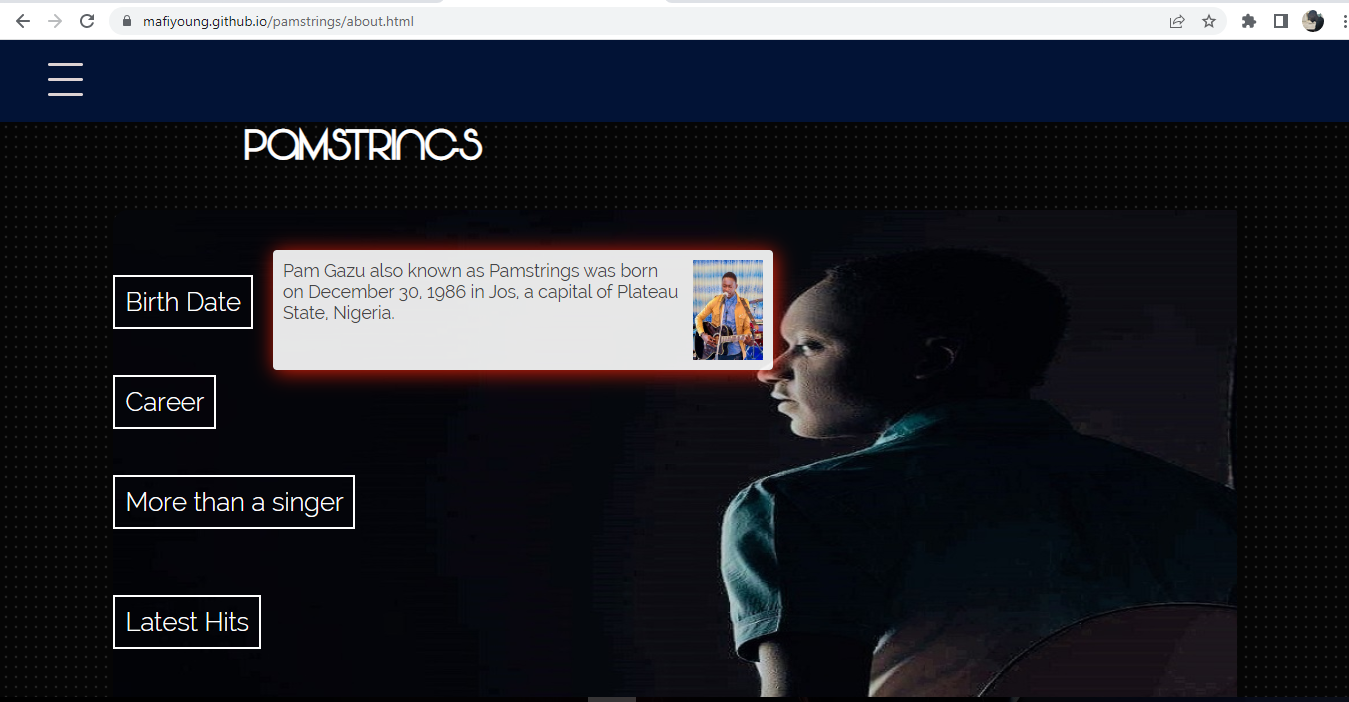 mafiyoung.github.io/pamstrings/about.html
PAMSTRINGS
Pam Gazu also known as Pamstrings was born
on December 30, 1986 in Jos, a capital of Plateau
State, Nigeria.
Birth Date
Career
More than a singer
Latest Hits